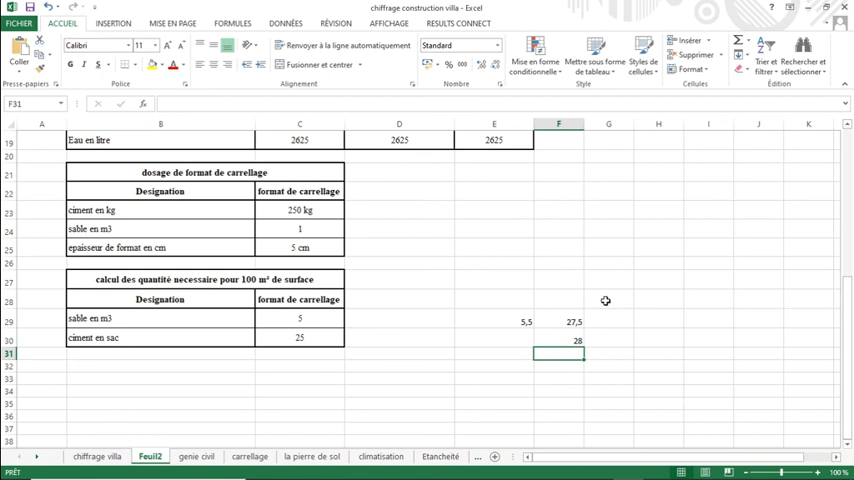 chiffrage construction villa - Excel
FICHIER ACCUEIL INSERTION MISE EN PAGE FORMULES DONNÉES RÉVISION AFFICHAGE RESULTS CONNECT
Coller
Calibri 11
G I S
Renvoyer à la ligne automatiquement
Fusionner et centrer
Standard
% 000
Mise en forme conditionnelle
Mettre sous forme de tableau
Styles de cellules
Insérer
Supprimer
Format
Trier et filtrer
Rechercher et sélectionner
Presse-papiers Police Alignement Nombre Style Cellules Édition
F31 fx
A B C D E F G H I J K
19 Eau en litre 2625 2625 2625
20
21 dosage de format de carrellage
22 Designation format de carrellage
23 ciment en kg 250 kg
24 sable en m3 1
25 epaisseur de format en cm 5 cm
26
27 calcul des quantité necessaire pour 100 m² de surface
28 Designation format de carrellage
29 sable en m3 5 5,5 27,5
30 ciment en sac 25 28
31
32
33
34
35
36
37
38
chiffrage villa Feuil2 genie civil carrellage la pierre de sol climatisation Etancheité ...
PRÊT 100 %